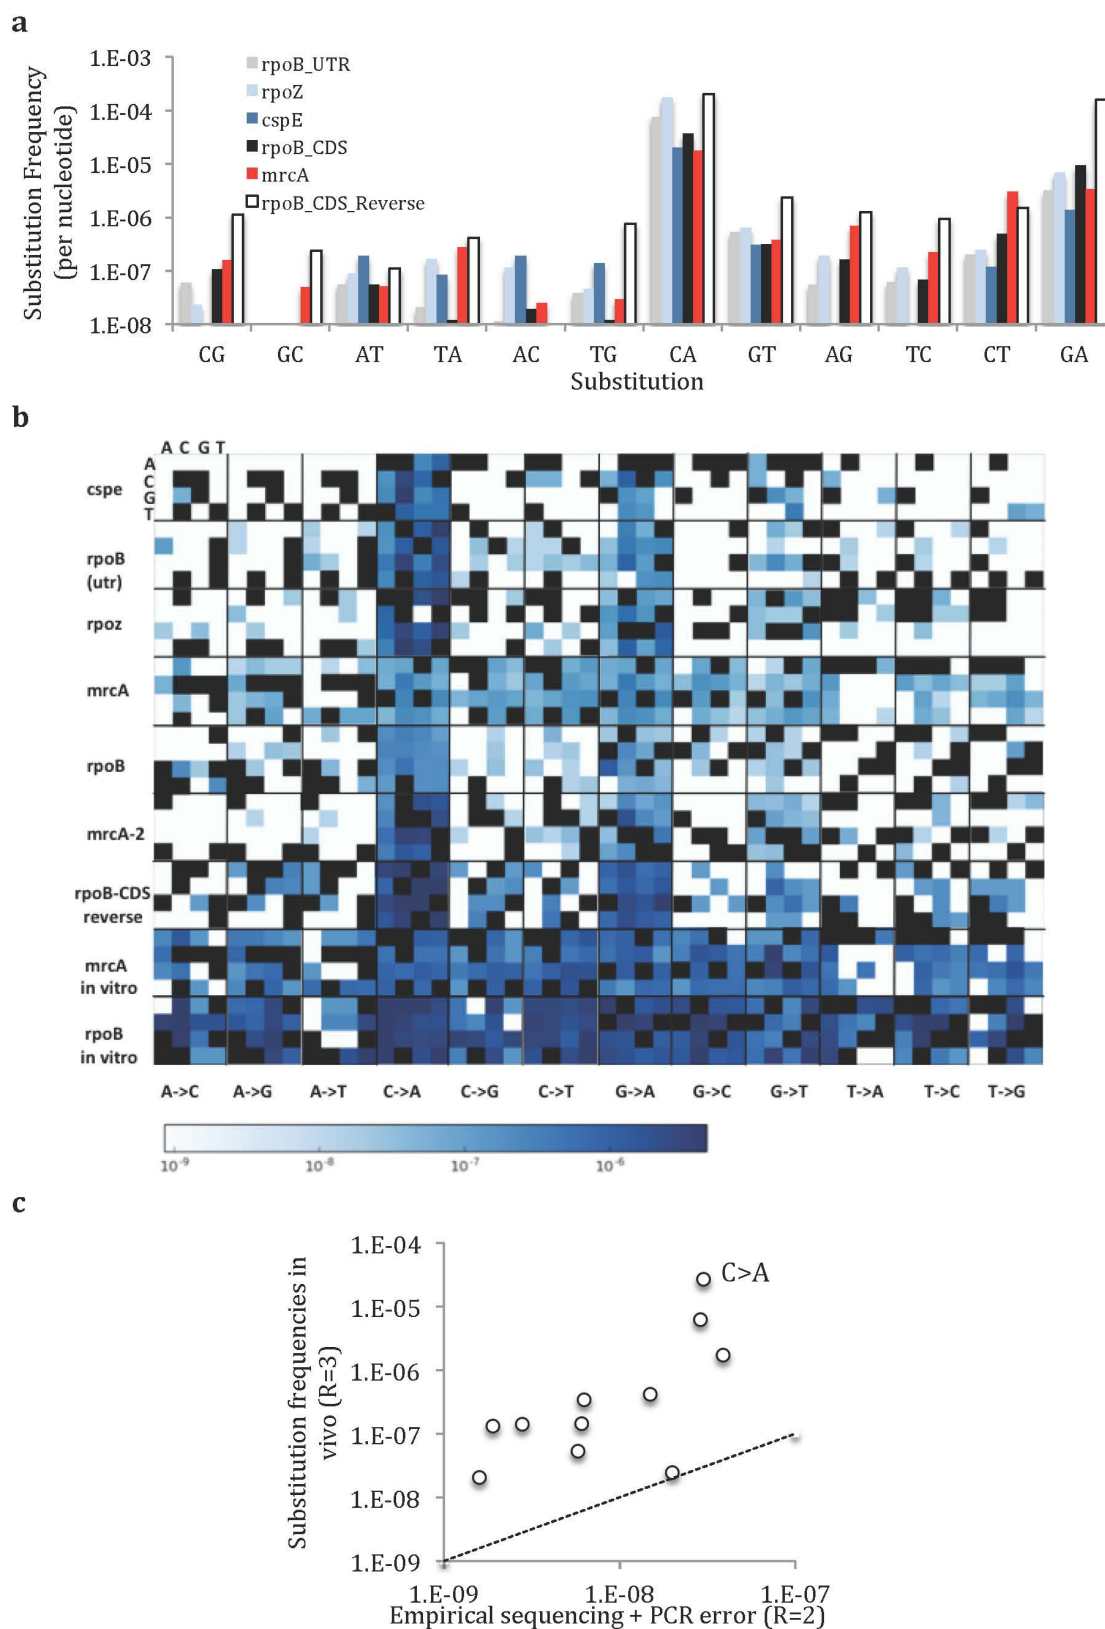 a
Substitution Frequency
(per nucleotide)
1.E-03
1.E-04
1.E-05
1.E-06
1.E-07
1.E-08
rpoB_UTR
rpoZ
cspE
rpoB_CDS
mrcA
rpoB_CDS_Reverse
CG GC AT TA AC TG CA GT AG TC CT GA
Substitution
b
A C G T
A
C
G
T
cspe
rpoB
(utr)
rpoz
mrcA
rpoB
mrcA-2
rpoB-CDS
reverse
mrcA
in vitro
rpoB
in vitro
A->C A->G A->T C->A C->G C->T G->A G->C G->T T->A T->C T->G
10-9 10-8 10-7 10-6
c
Substitution frequencies in
vivo (R=3)
1.E-04
1.E-05
1.E-06
1.E-07
1.E-08
1.E-09
C>A
1.E-09 1.E-08 1.E-07
Empirical sequencing + PCR error (R=2)